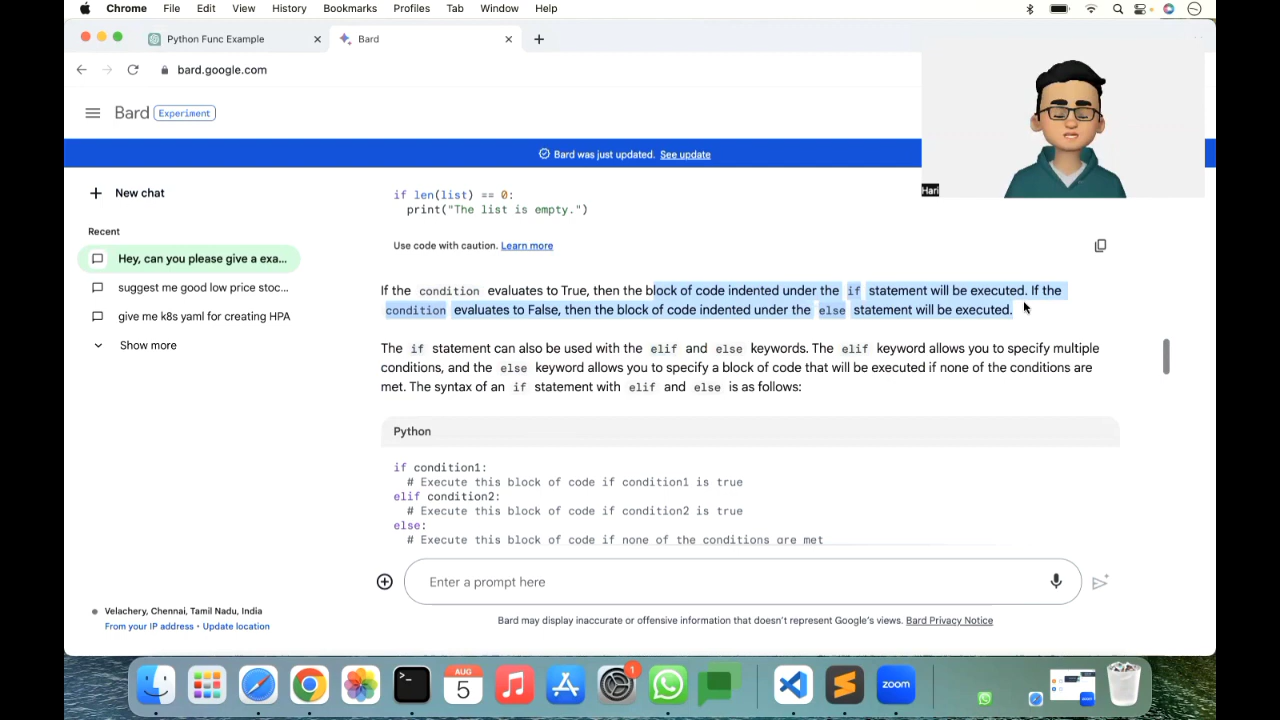 Chrome File Edit View History Bookmarks Profiles Tab Window Help
Python Func Example
Bard
bard.google.com
Bard Experiment
Bard was just updated. See update
Hari
New chat
Recent
Hey, can you please give a exa...
suggest me good low price stoc...
give me k8s yaml for creating HPA
Show more
Velachery, Chennai, Tamil Nadu, India
From your IP address • Update location
if len(list) == 0:
print("The list is empty.")
Use code with caution. Learn more
If the condition evaluates to True, then the block of code indented under the if statement will be executed. If the
condition evaluates to False, then the block of code indented under the else statement will be executed.
The if statement can also be used with the elif and else keywords. The elif keyword allows you to specify multiple
conditions, and the else keyword allows you to specify a block of code that will be executed if none of the conditions are
met. The syntax of an if statement with elif and else is as follows:
Python
if condition1:
# Execute this block of code if condition1 is true
elif condition2:
# Execute this block of code if condition2 is true
else:
# Execute this block of code if none of the conditions are met
Enter a prompt here
Bard may display inaccurate or offensive information that doesn't represent Google's views. Bard Privacy Notice
AUG
5
1
zoom